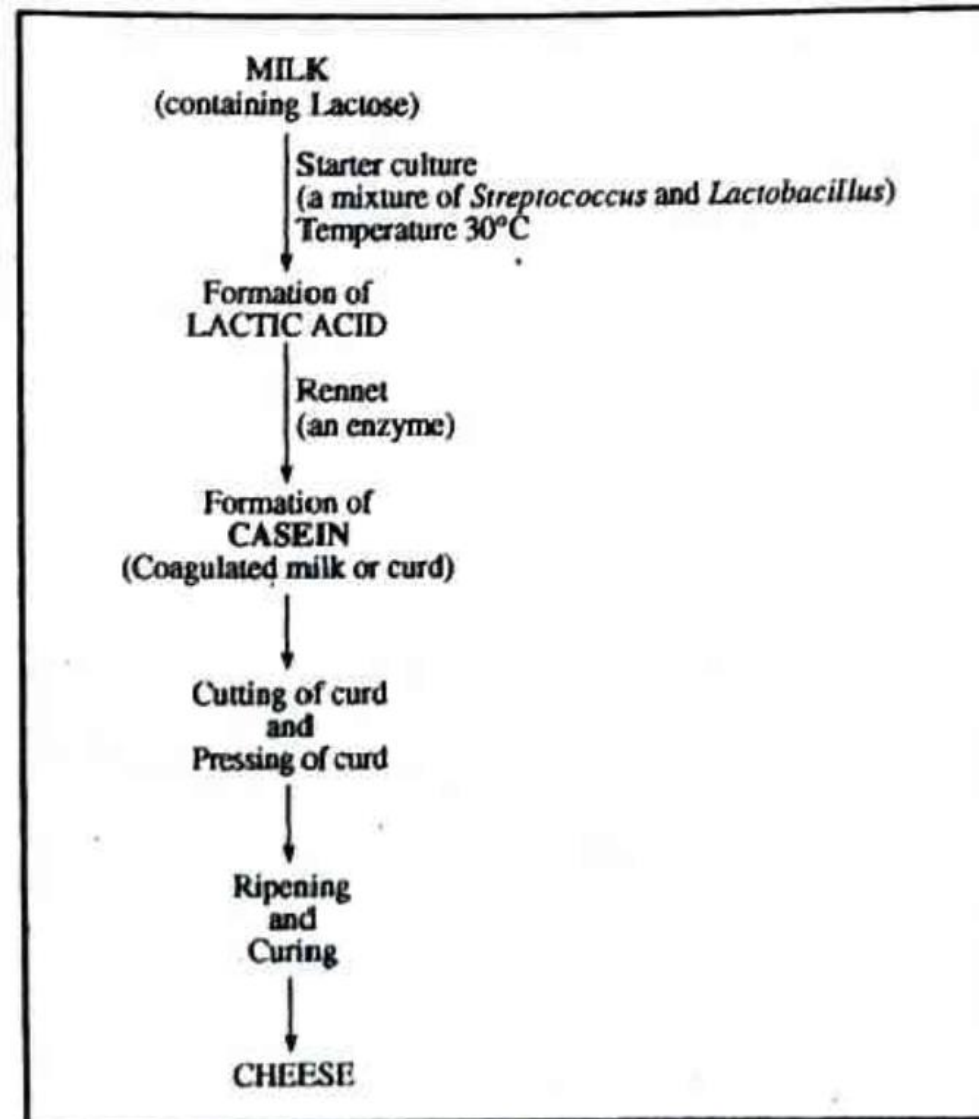 MILK
(containing Lactose)
Starter culture
(a mixture of Streptococcus and Lactobacillus)
Temperature 30°C
Formation of
LACTIC ACID
Rennet
(an enzyme)
Formation of
CASEIN
(Coagulated milk or curd)
Cutting of curd
and
Pressing of curd
Ripening
and
Curing
CHEESE